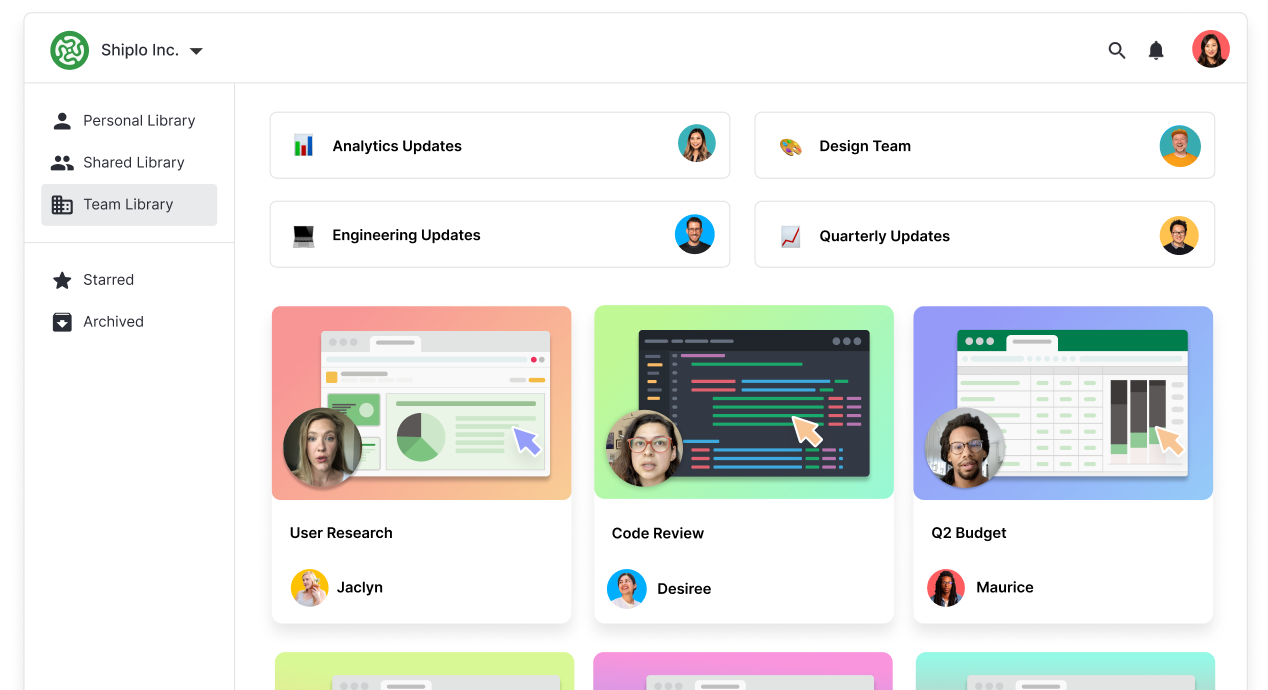 Shiplo Inc.
Personal Library
Shared Library
Team Library
Starred
Archived
Analytics Updates
Design Team
Engineering Updates
Quarterly Updates
User Research
Code Review
Q2 Budget
Jaclyn
Desiree
Maurice